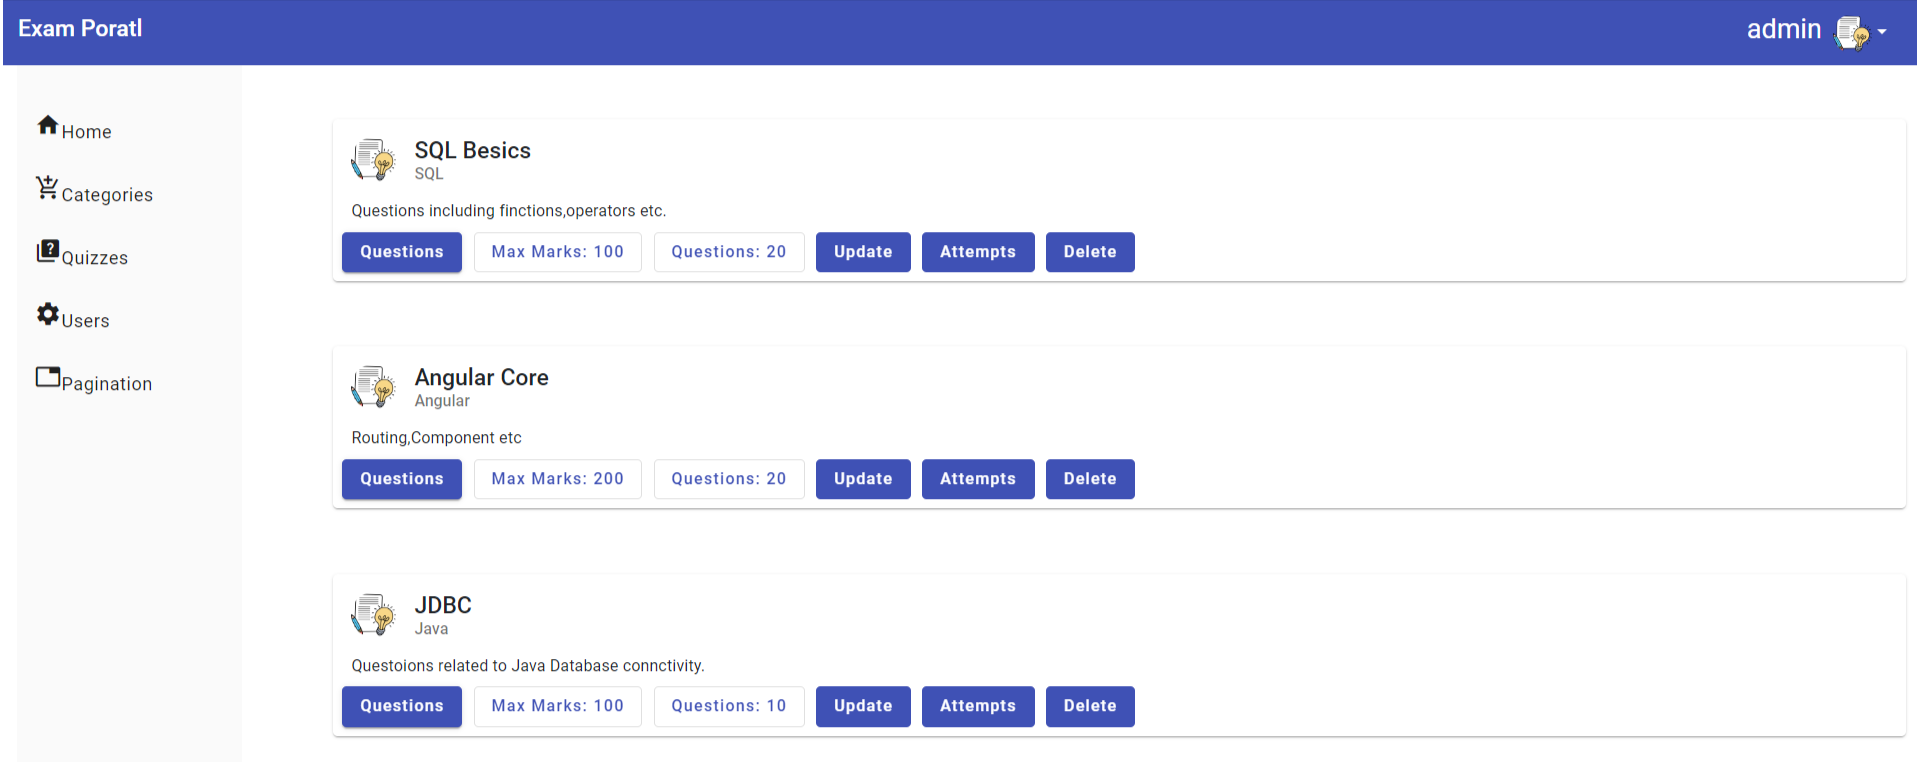 Exam Poratl
admin
Home
Categories
Quizzes
Users
Pagination
SQL Besics
SQL
Questions including finctions,operators etc.
Questions Max Marks: 100 Questions: 20 Update Attempts Delete
Angular Core
Angular
Routing,Component etc
Questions Max Marks: 200 Questions: 20 Update Attempts Delete
JDBC
Java
Questoions related to Java Database connctivity.
Questions Max Marks: 100 Questions: 10 Update Attempts Delete